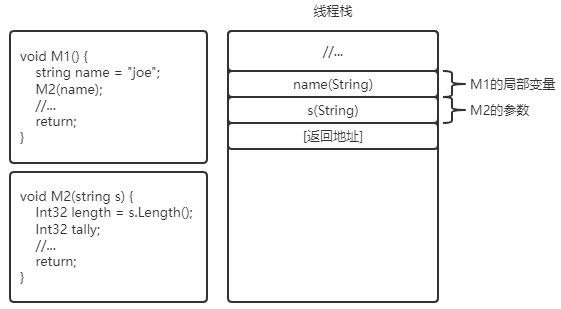 线程栈
void M1() {
string name = "joe";
M2(name);
//...
return;
}
void M2(string s) {
Int32 length = s.Length();
Int32 tally;
//...
return;
}
//...
name(String)
s(String)
[返回地址]
M1的局部变量
M2的参数